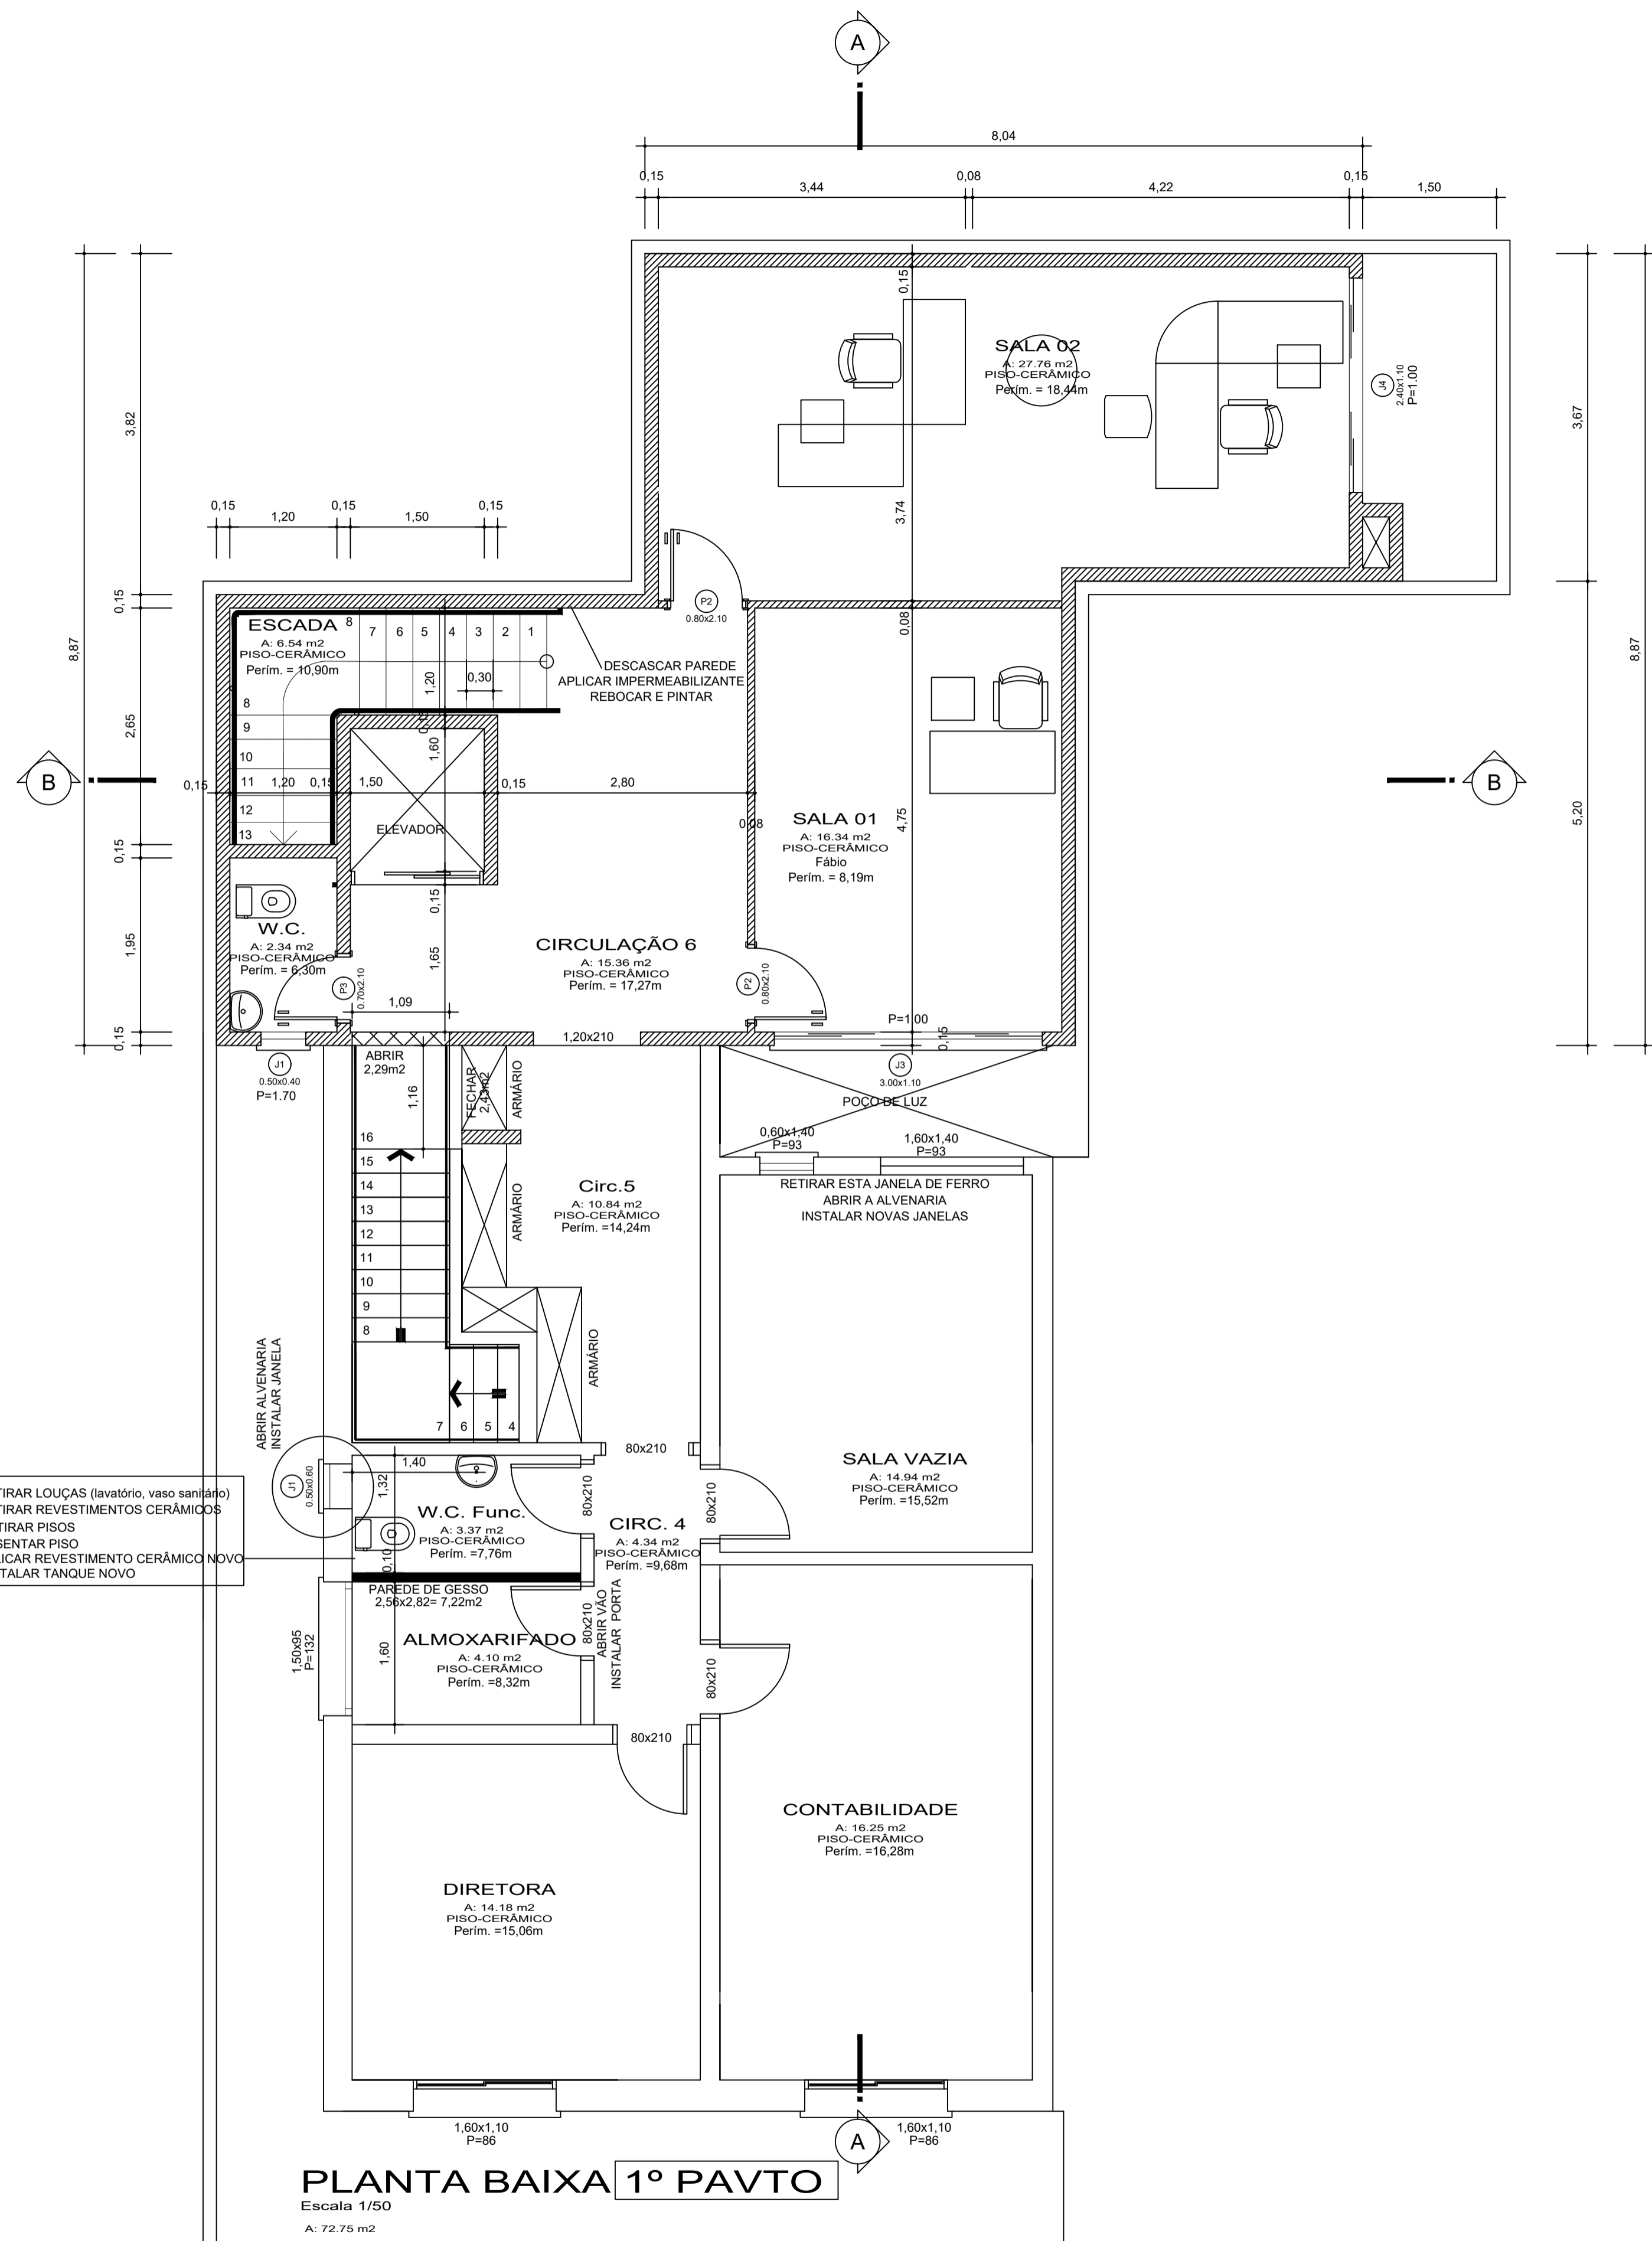 A
8,04
0,15
3,44
0,08
4,22
0,15
1,50
0,15
SALA 02
A: 27.76 m2
PISO-CERÂMICO
Perím. = 18,44m
J4
2.40x1.10
P=1.00
3,82
3,67
3,74
0,15
1,20
0,15
1,50
0,15
0,15
P2
0.80x2.10
0,08
8,87
8,87
ESCADA
A: 6.54 m2
PISO-CERÂMICO
Perím. = 10,90m
8
7
6
5
4
3
2
1
1,20
0,30
DESCASCAR PAREDE
APLICAR IMPERMEABILIZANTE
REBOCAR E PINTAR
8
9
10
11
12
13
2,65
0,15
1,60
B
0,15
1,20
0,15
1,50
0,15
2,80
0,08
B
ELEVADOR
SALA 01
A: 16.34 m2
PISO-CERÂMICO
Fábio
Perím. = 8,19m
4,75
5,20
0,15
0,15
W.C.
A: 2.34 m2
PISO-CERÂMICO
Perím. = 6,30m
1,95
1,65
CIRCULAÇÃO 6
A: 15.36 m2
PISO-CERÂMICO
Perím. = 17,27m
P3
0.70x2.10
P2
0.80x2.10
1,09
P=1.00
0,15
0,15
1,20x210
J1
0.50x0.40
P=1.70
ABRIR
2,29m2
1,16
FECHAR
2,43m2
ARMÁRIO
J3
3.00x1.10
POÇO DE LUZ
0,60x1,40
P=93
1,60x1,40
P=93
RETIRAR ESTA JANELA DE FERRO
ABRIR A ALVENARIA
INSTALAR NOVAS JANELAS
16
15
14
13
12
11
10
9
8
ARMÁRIO
Circ.5
A: 10.84 m2
PISO-CERÂMICO
Perím. =14,24m
ARMÁRIO
7
6
5
4
ABRIR ALVENARIA
INSTALAR JANELA
80x210
SALA VAZIA
A: 14.94 m2
PISO-CERÂMICO
Perím. =15,52m
J1
0.50x0.60
1,40
1,32
W.C. Func.
A: 3.37 m2
PISO-CERÂMICO
Perím. =7,76m
80x210
80x210
CIRC. 4
A: 4.34 m2
PISO-CERÂMICO
Perím. =9,68m
TIRAR LOUÇAS (lavatório, vaso sanitário)
TIRAR REVESTIMENTOS CERÂMICOS
TIRAR PISOS
SENTAR PISO
LICAR REVESTIMENTO CERÂMICO NOVO
TALAR TANQUE NOVO
0,10
PAREDE DE GESSO
2,56x2,82= 7,22m2
1,50x95
P=132
1,60
ALMOXARIFADO
A: 4.10 m2
PISO-CERÂMICO
Perím. =8,32m
80x210
ABRIR VÃO
INSTALAR PORTA
80x210
80x210
CONTABILIDADE
A: 16.25 m2
PISO-CERÂMICO
Perím. =16,28m
DIRETORA
A: 14.18 m2
PISO-CERÂMICO
Perím. =15,06m
1,60x1,10
P=86
A
1,60x1,10
P=86
PLANTA BAIXA 1º PAVTO
Escala 1/50
A: 72.75 m2